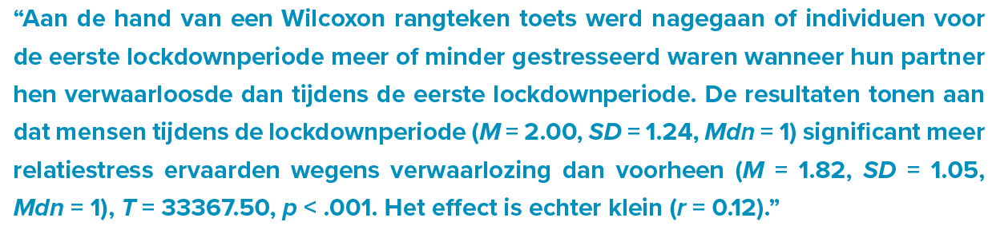 “Aan de hand van een Wilcoxon rangteken toets werd nagegaan of individuen voor
de eerste lockdownperiode meer of minder gestresseerd waren wanneer hun partner
hen verwaarloosde dan tijdens de eerste lockdownperiode. De resultaten tonen aan
dat mensen tijdens de lockdownperiode (M = 2.00, SD = 1.24, Mdn = 1) significant meer
relatiestress ervaarden wegens verwaarlozing dan voorheen (M = 1.82, SD = 1.05,
Mdn = 1), T = 33367.50, p < .001. Het effect is echter klein (r = 0.12).”